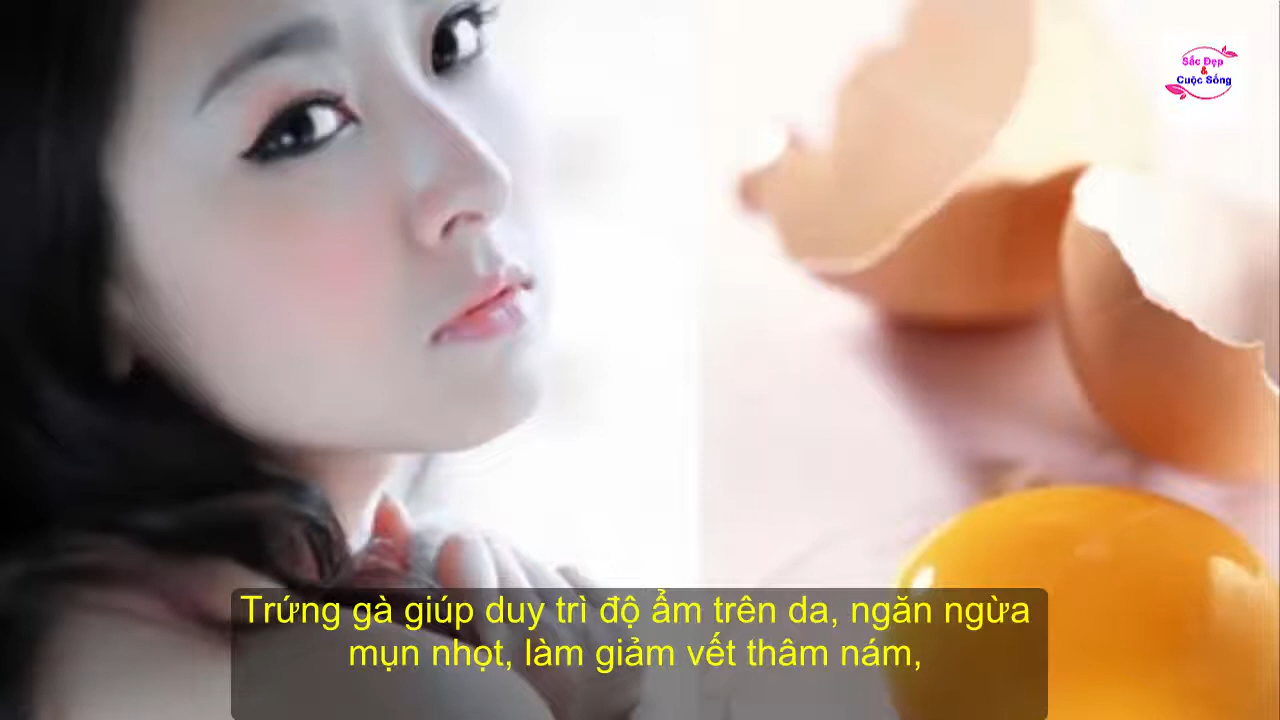 Sắc Đẹp
&
Cuộc Sống
Trứng gà giúp duy trì độ ẩm trên da, ngăn ngừa
mụn nhọt, làm giảm vết thâm nám,